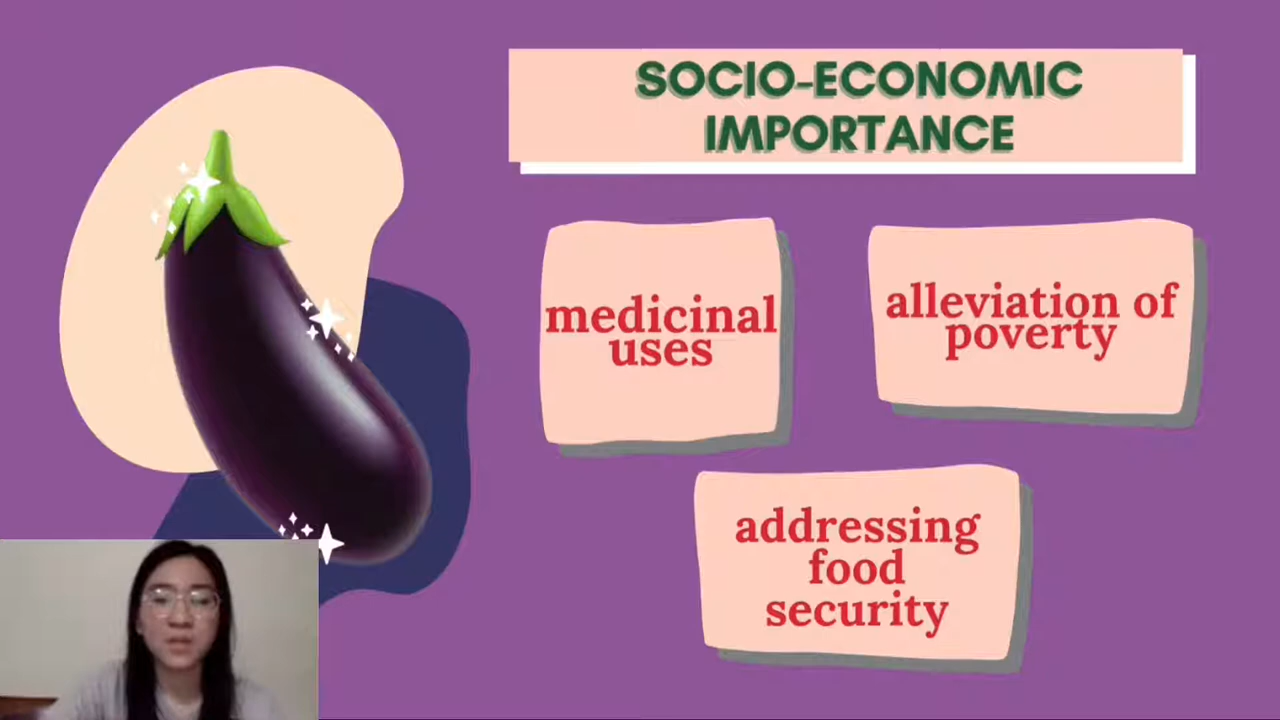 SOCIO-ECONOMIC
IMPORTANCE
medicinal
uses
alleviation of
poverty
addressing
food
security